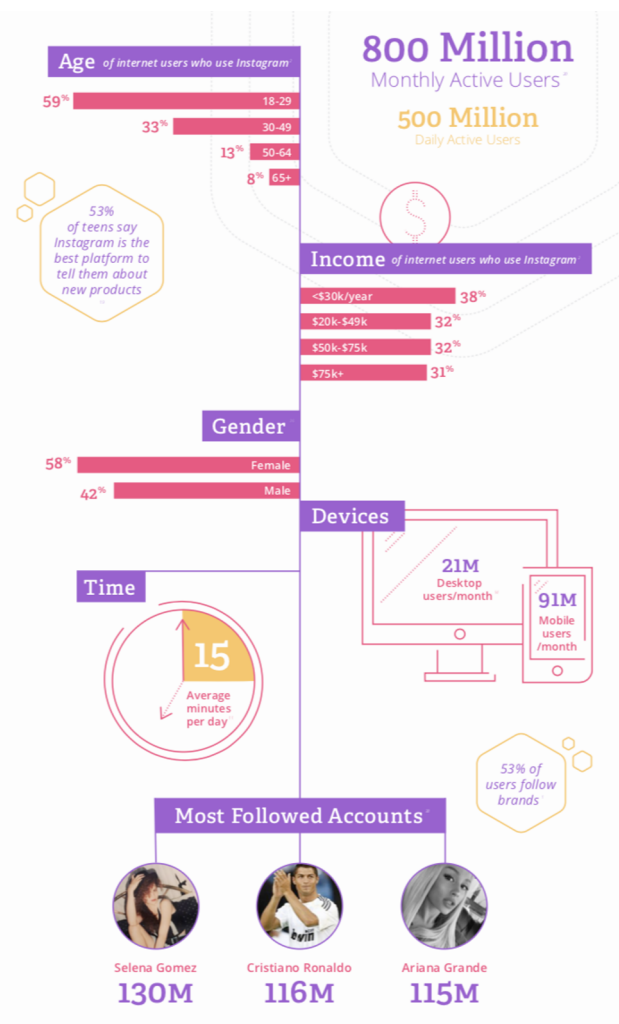 800 Million
Monthly Active Users
500 Million
Daily Active Users
Age of internet users who use Instagram
59% 18-29
33% 30-49
13% 50-64
8% 65+
53%
of teens say
Instagram is the
best platform to
tell them about
new products
$
Income of internet users who use Instagram
<$30k/year 38%
$20k-$49k 32%
$50k-$75k 32%
$75k+ 31%
Gender
58% Female
42% Male
Devices
21M
Desktop
users/month
91M
Mobile
users
/month
Time
15
Average
minutes
per day
53% of
users follow
brands
Most Followed Accounts
Selena Gomez
130M
Cristiano Ronaldo
116M
Ariana Grande
115M